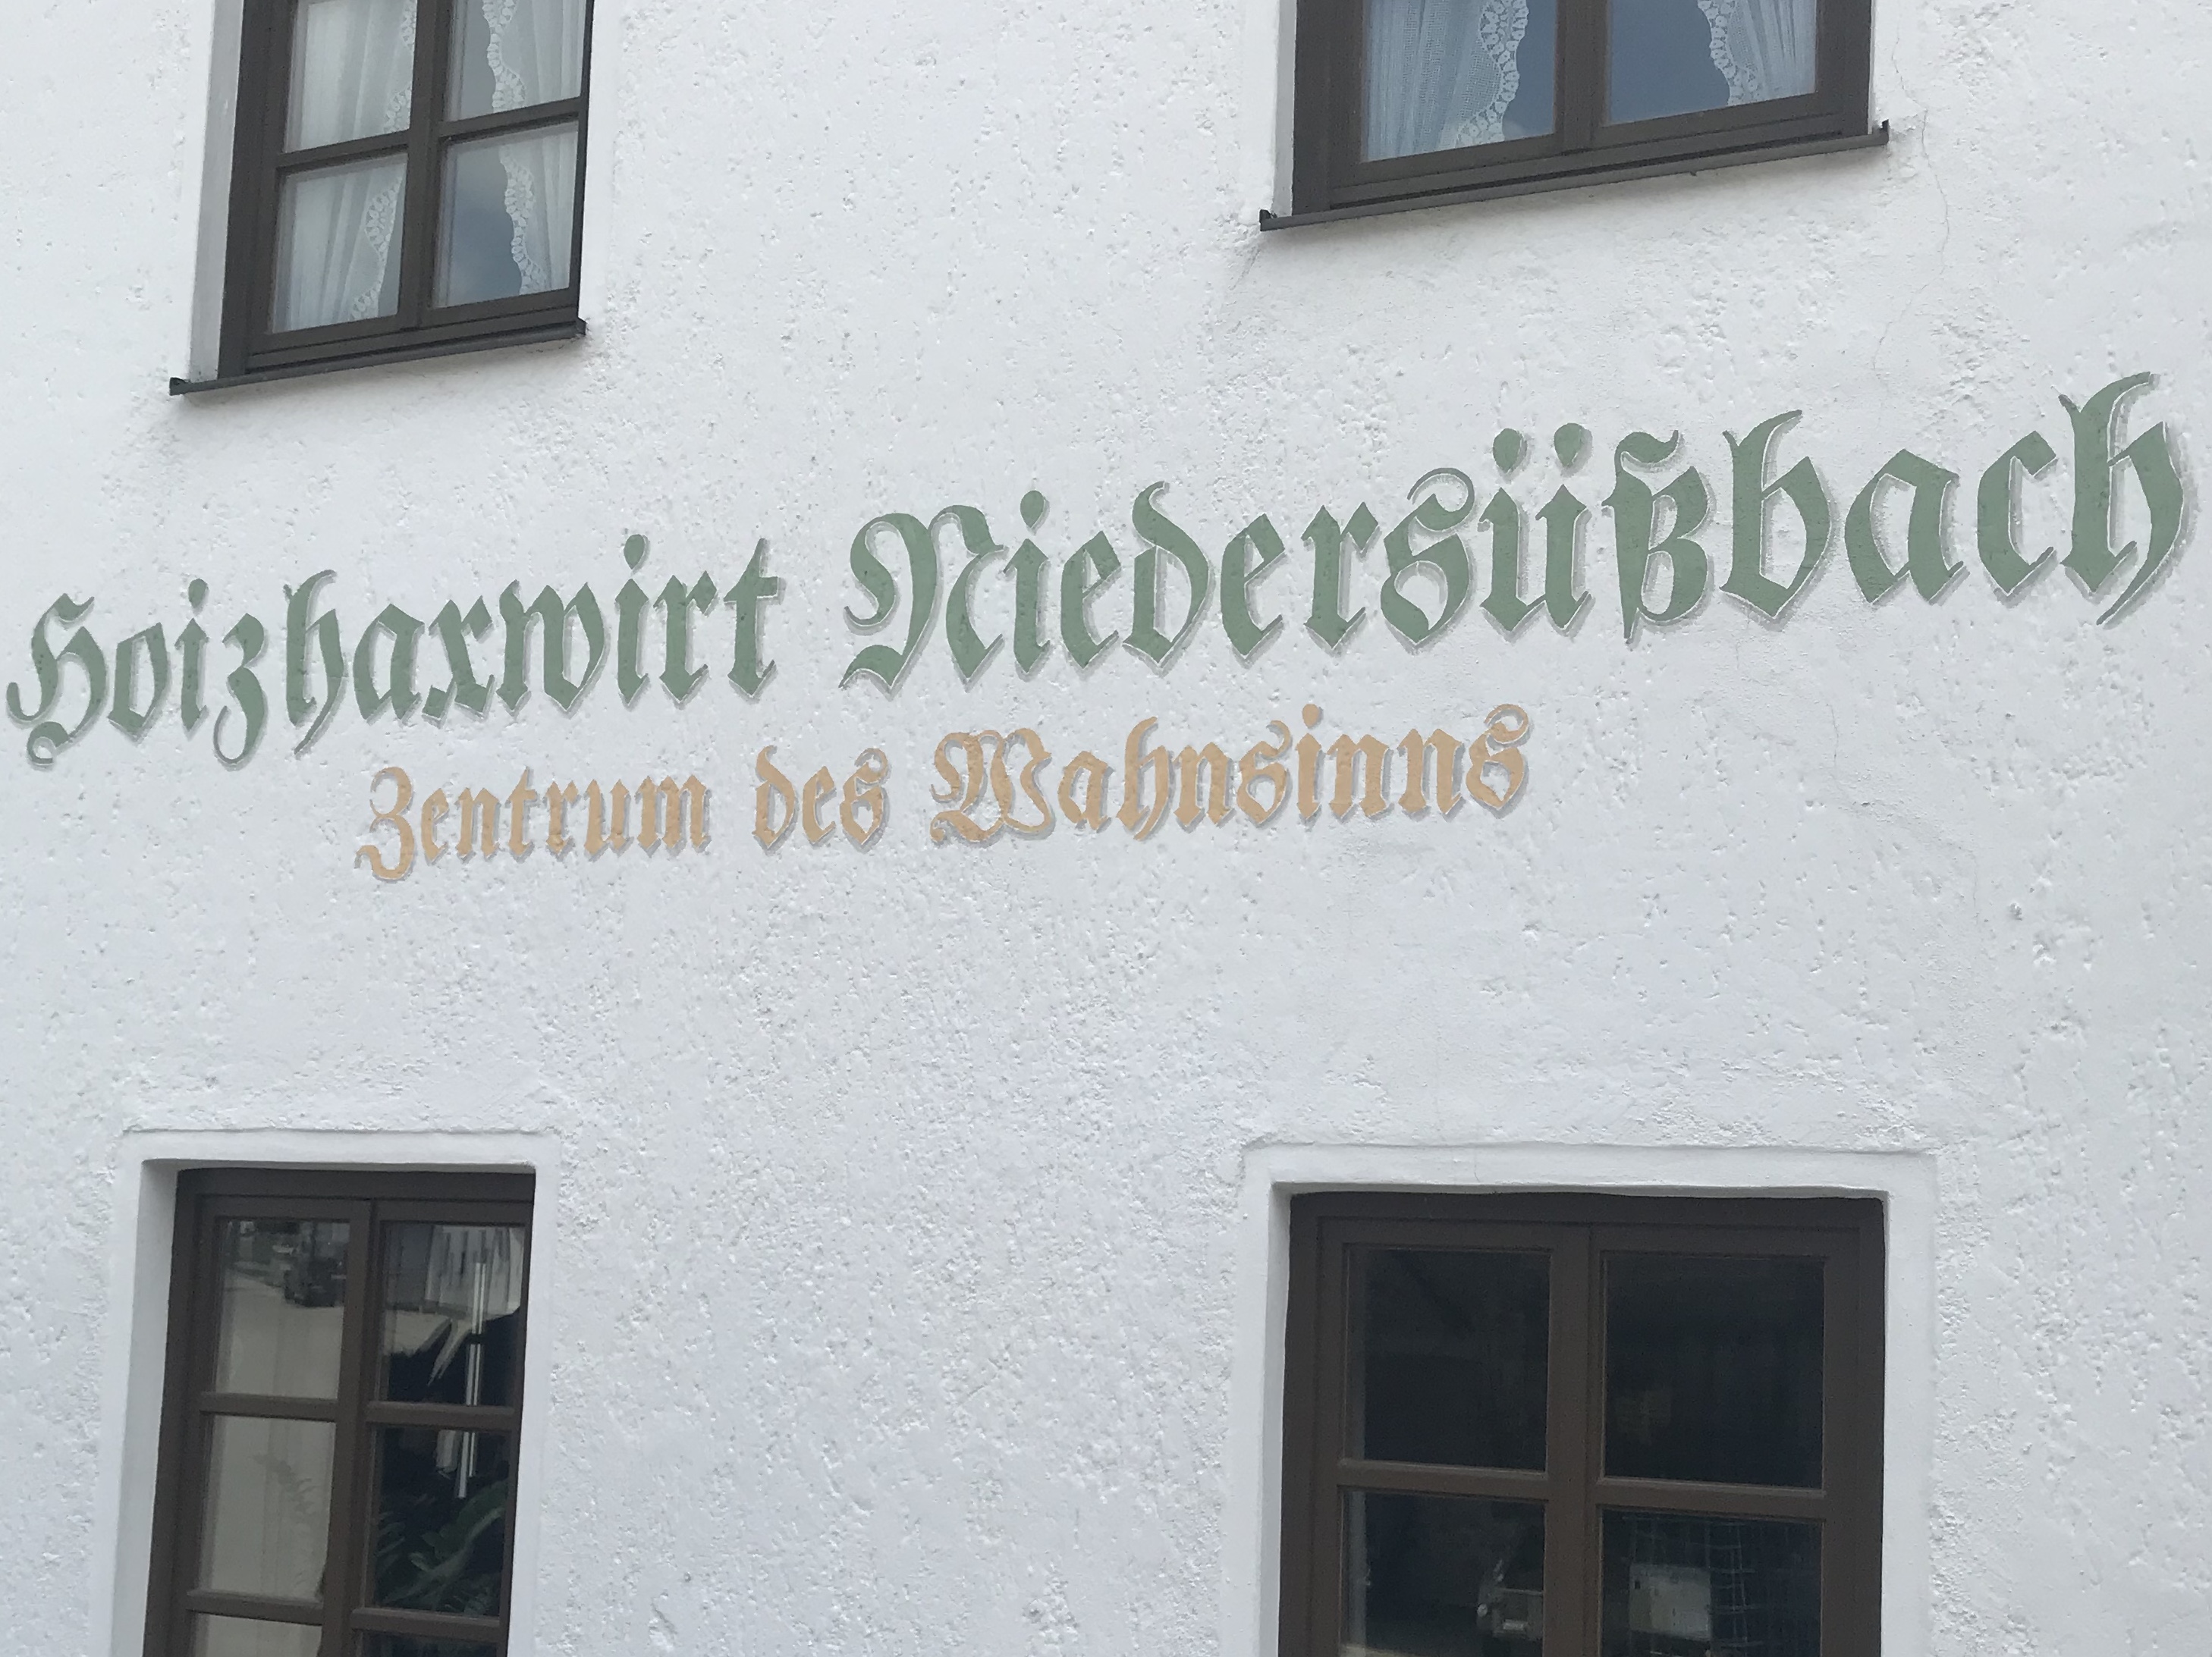 Hoizhaxwirt Niedersüßbach
Zentrum des Wahnsinns